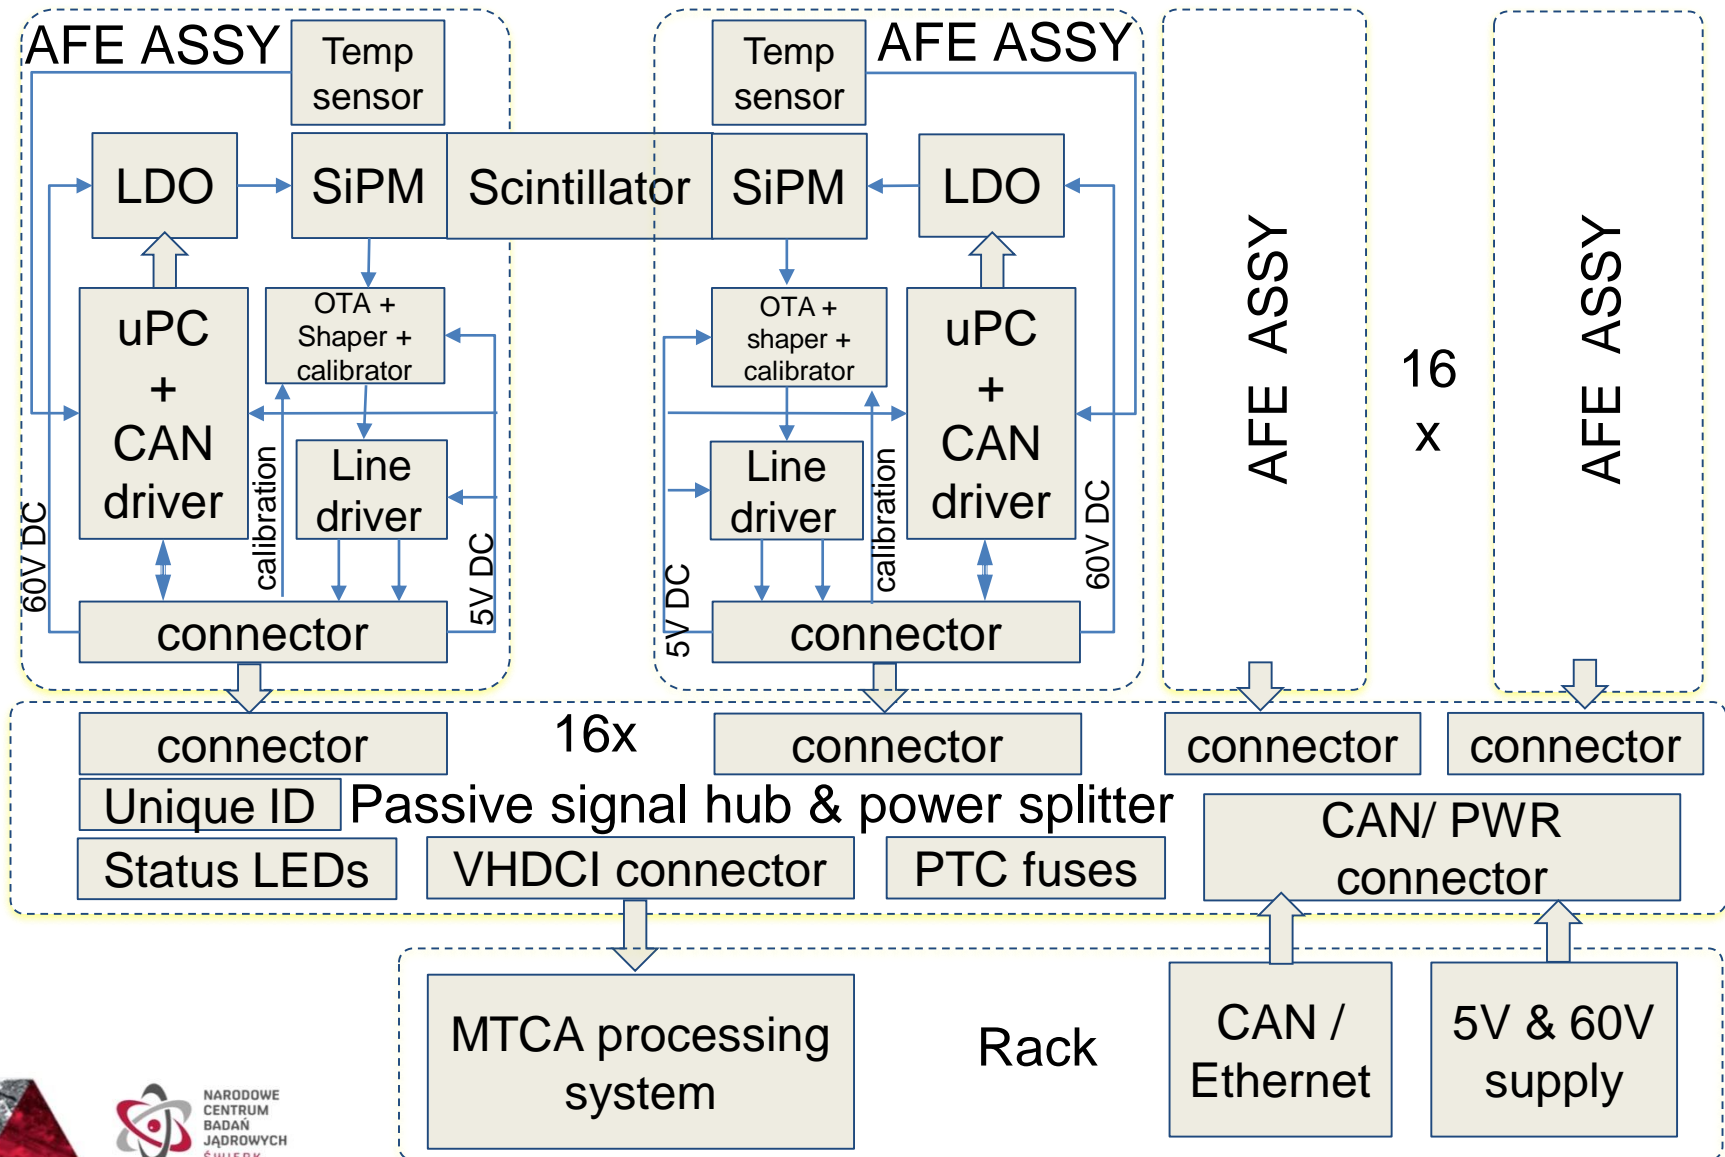 AFE ASSY
Temp
sensor
Temp
sensor
AFE ASSY
LDO
SiPM
Scintillator
SiPM
LDO
uPC
+
CAN
driver
OTA +
Shaper +
calibrator
OTA +
shaper +
calibrator
uPC
+
CAN
driver
Line
driver
Line
driver
60V DC
calibration
5V DC
5V DC
calibration
60V DC
connector
connector
AFE ASSY
16
x
AFE ASSY
connector
16x
connector
connector
connector
Unique ID
Passive signal hub & power splitter
CAN/ PWR
connector
Status LEDs
VHDCI connector
PTC fuses
MTCA processing
system
Rack
CAN /
Ethernet
5V & 60V
supply
NARODOWE
CENTRUM
BADAŃ
JĄDROWYCH
ŚWIERK